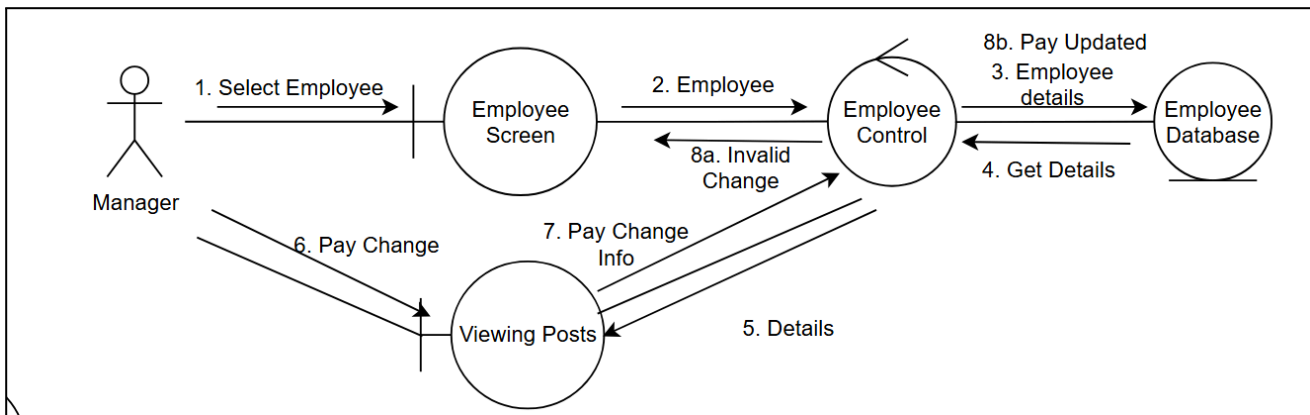 Manager
1. Select Employee
Employee
Screen
2. Employee
8a. Invalid
Change
Employee
Control
8b. Pay Updated
3. Employee
details
4. Get Details
Employee
Database
6. Pay Change
7. Pay Change
Info
Viewing Posts
5. Details